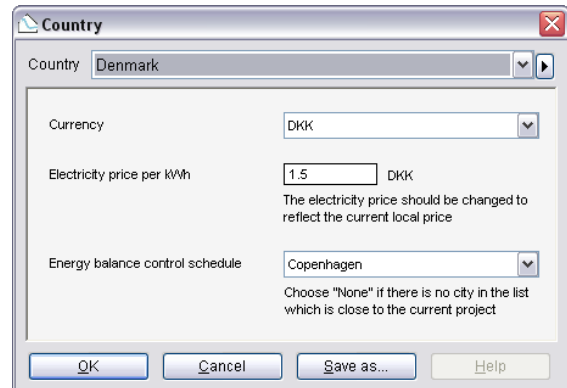 Country
Country Denmark
Currency DKK
Electricity price per kWh 1.5 DKK
The electricity price should be changed to
reflect the current local price
Energy balance control schedule Copenhagen
Choose "None" if there is no city in the list
which is close to the current project
OK Cancel Save as... Help